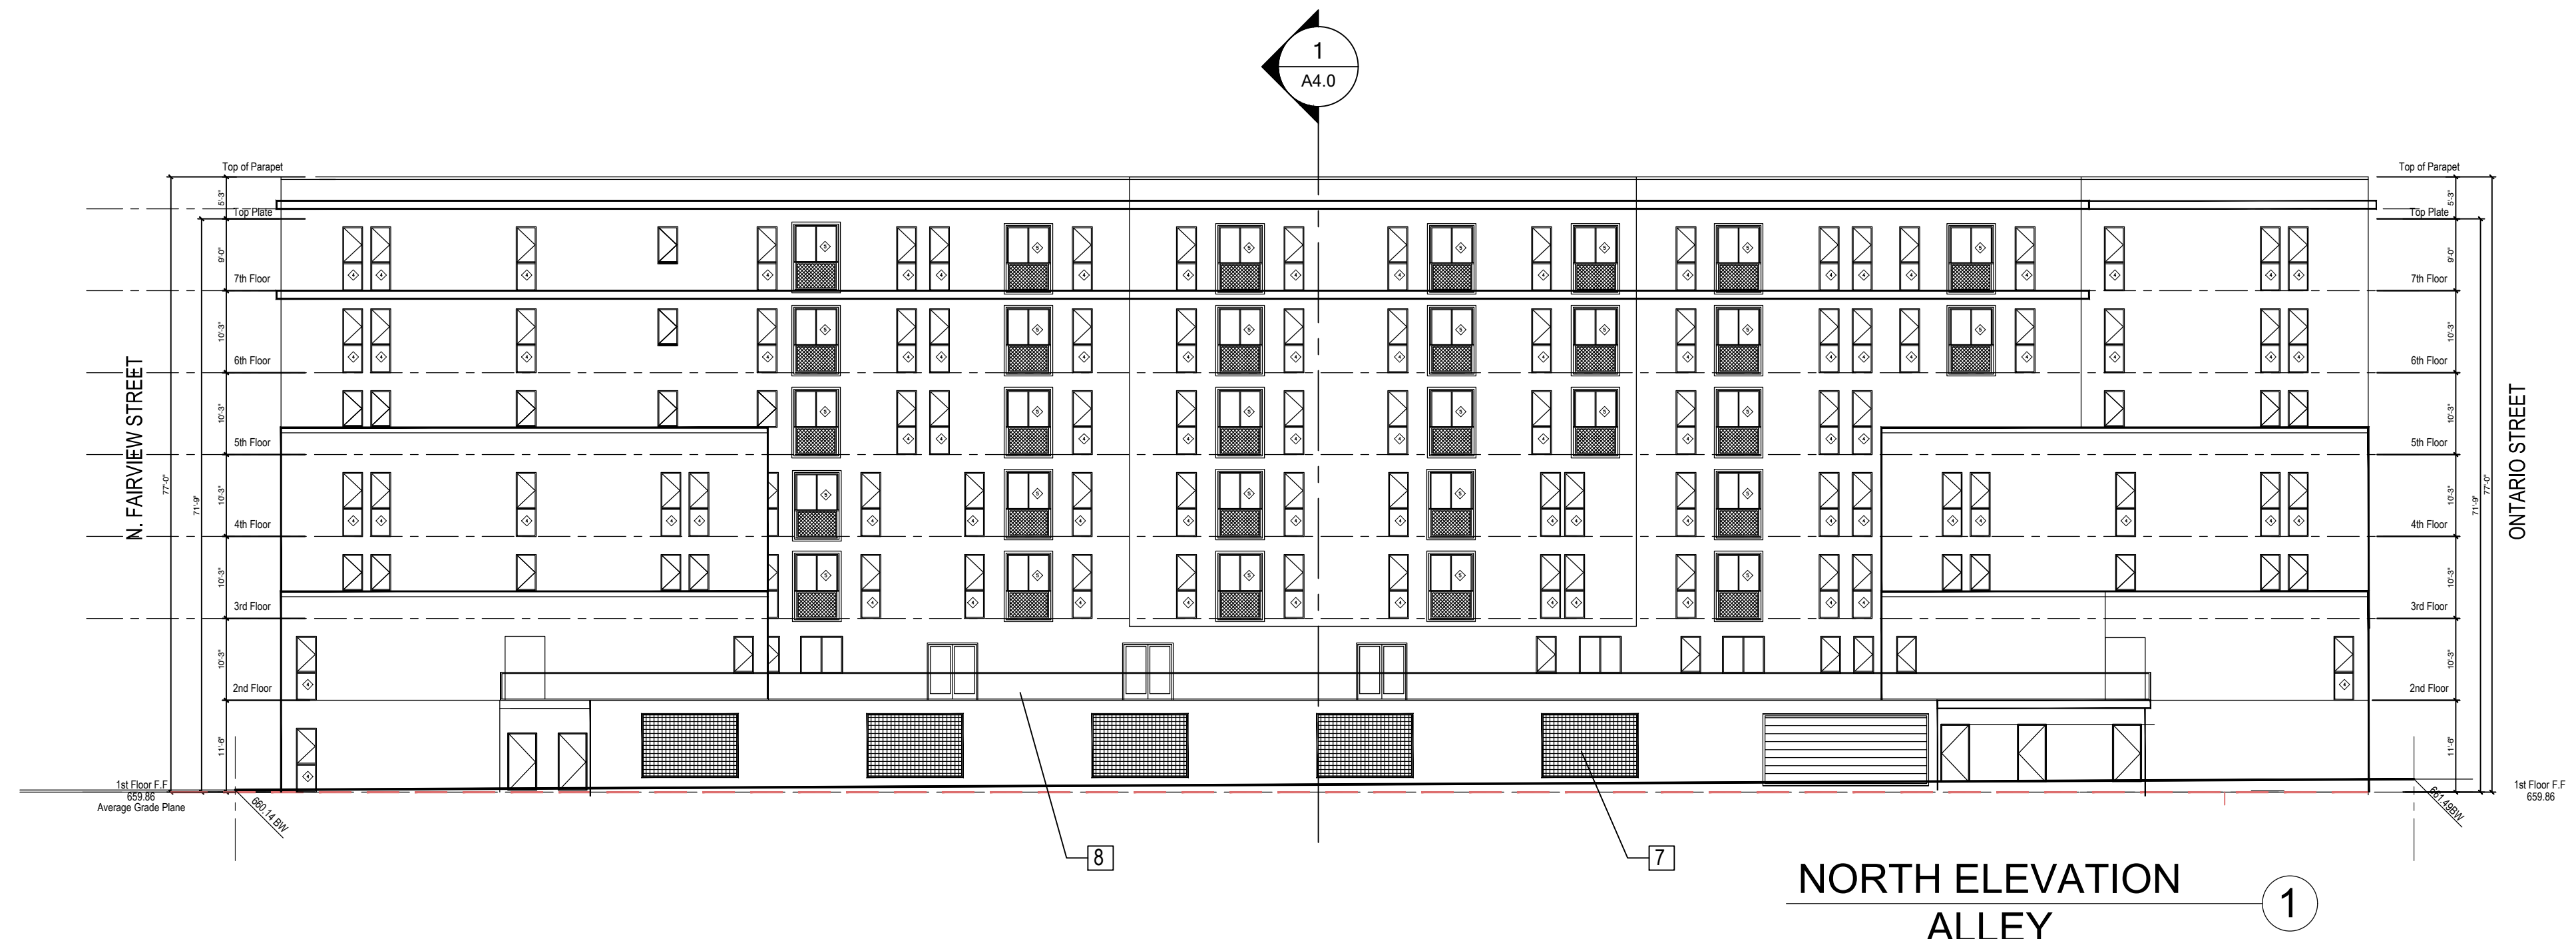 1
A4.0
Top of Parapet
Top of Parapet
5'-3"
5'-3"
Top Plate
Top Plate
9'-0"
9'-0"
7th Floor
7th Floor
10'-3"
10'-3"
6th Floor
6th Floor
10'-3"
10'-3"
5th Floor
5th Floor
N. FAIRVIEW STREET
ONTARIO STREET
77'-0"
77'-0"
71'-9"
71'-9"
10'-3"
10'-3"
4th Floor
4th Floor
10'-3"
10'-3"
3rd Floor
3rd Floor
10'-3"
10'-3"
2nd Floor
2nd Floor
11'-6"
11'-6"
1st Floor F.F
659.86
Average Grade Plane
660.14 BW
661.49BW
1st Floor F.F
659.86
8
7
NORTH ELEVATION
ALLEY
1